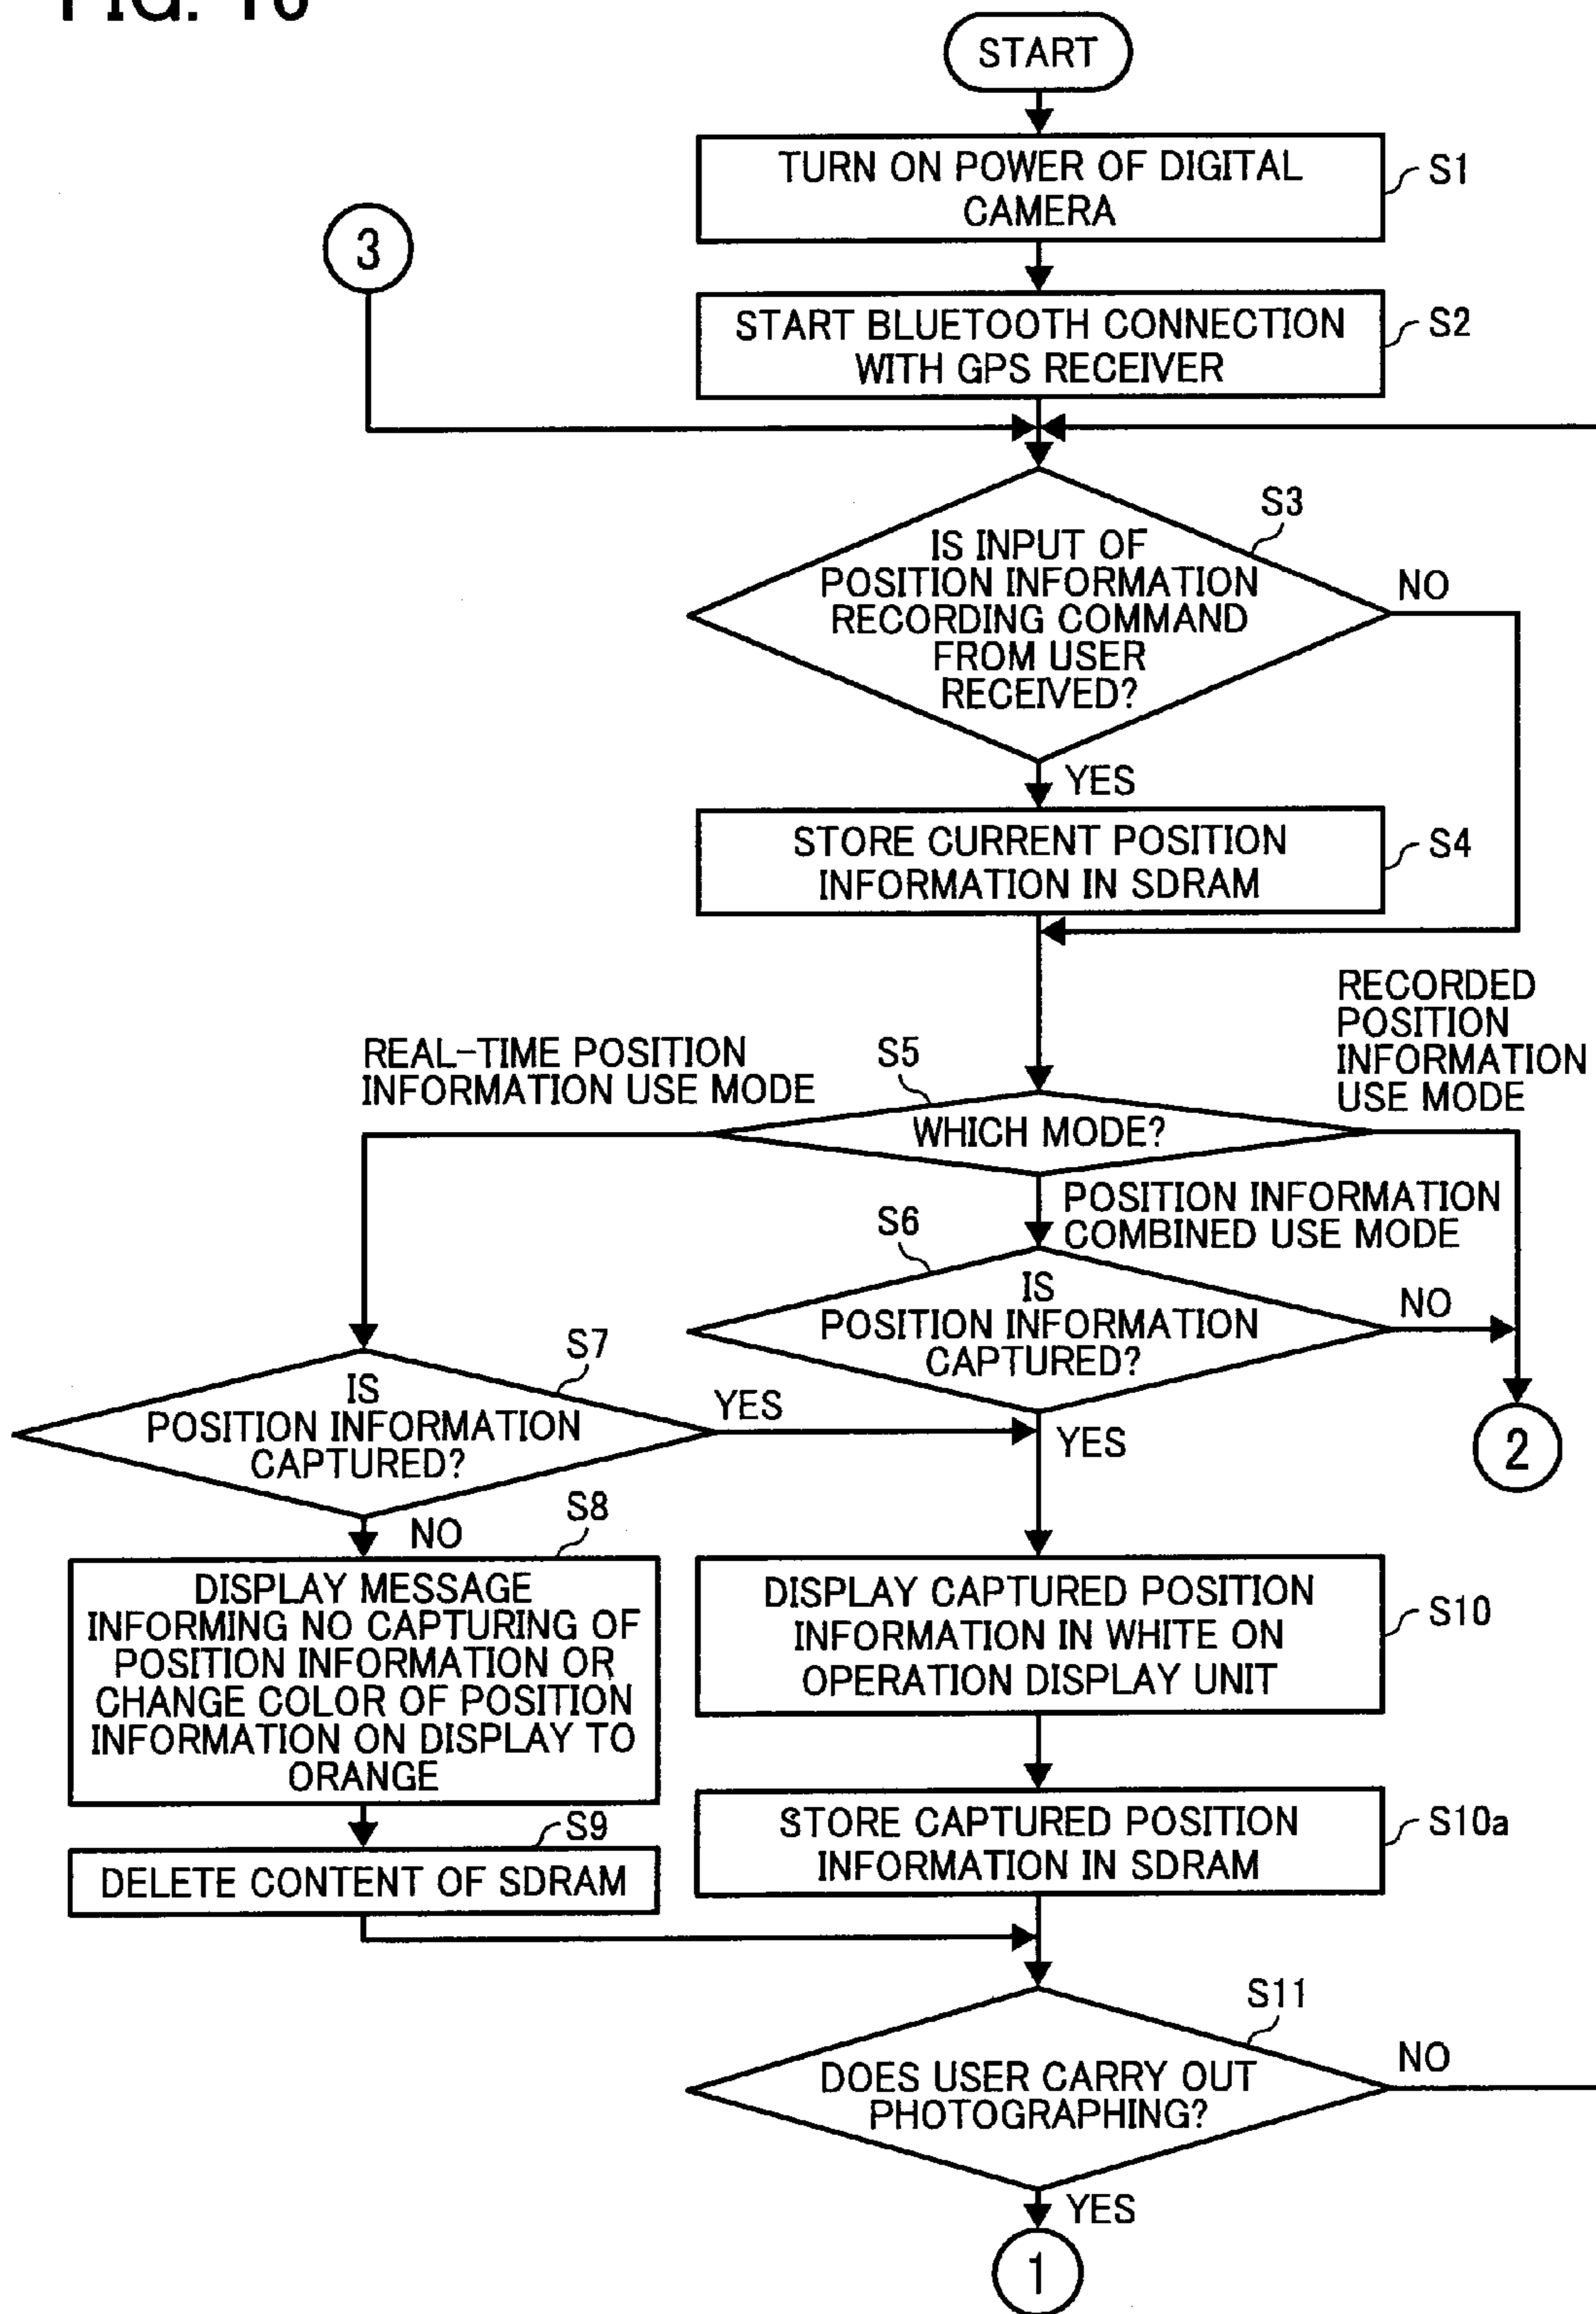 START
TURN ON POWER OF DIGITAL
CAMERA
S1
3
START BLUETOOTH CONNECTION
WITH GPS RECEIVER
S2
S3
IS INPUT OF
POSITION INFORMATION
RECORDING COMMAND
FROM USER
RECEIVED?
NO
YES
STORE CURRENT POSITION
INFORMATION IN SDRAM
S4
RECORDED
POSITION
INFORMATION
USE MODE
REAL-TIME POSITION
INFORMATION USE MODE
S5
WHICH MODE?
POSITION INFORMATION
COMBINED USE MODE
S6
IS
POSITION INFORMATION
CAPTURED?
NO
YES
2
S7
IS
POSITION INFORMATION
CAPTURED?
YES
NO
S8
DISPLAY MESSAGE
INFORMING NO CAPTURING OF
POSITION INFORMATION OR
CHANGE COLOR OF POSITION
INFORMATION ON DISPLAY TO
ORANGE
S9
DELETE CONTENT OF SDRAM
DISPLAY CAPTURED POSITION
INFORMATION IN WHITE ON
OPERATION DISPLAY UNIT
S10
STORE CAPTURED POSITION
INFORMATION IN SDRAM
S10a
S11
DOES USER CARRY OUT
PHOTOGRAPHING?
NO
YES
1